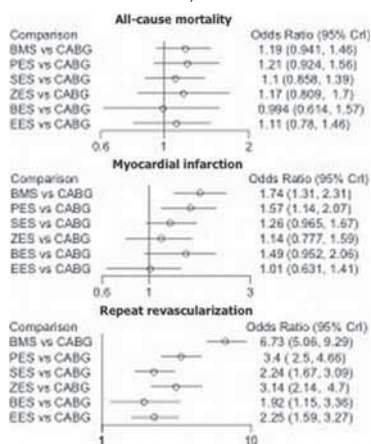 All-cause mortality
Comparison Odds Ratio (95% CrI)
BMS vs CABG 1.19 (0.941, 1.46)
PES vs CABG 1.21 (0.924, 1.56)
SES vs CABG 1.1 (0.858, 1.39)
ZES vs CABG 1.17 (0.809, 1.7)
BES vs CABG 0.994 (0.614, 1.57)
EES vs CABG 1.11 (0.78, 1.46)
0.6 1 2
Myocardial infarction
Comparison Odds Ratio (95% CrI)
BMS vs CABG 1.74 (1.31, 2.31)
PES vs CABG 1.57 (1.14, 2.07)
SES vs CABG 1.26 (0.965, 1.67)
ZES vs CABG 1.14 (0.777, 1.59)
BES vs CABG 1.49 (0.952, 2.06)
EES vs CABG 1.01 (0.631, 1.41)
0.6 1 3
Repeat revascularization
Comparison Odds Ratio (95% CrI)
BMS vs CABG 6.73 (5.06, 9.29)
PES vs CABG 3.4 ( 2.5, 4.66)
SES vs CABG 2.24 (1.67, 3.09)
ZES vs CABG 3.14 (2.14, 4.7)
BES vs CABG 1.92 (1.15, 3.36)
EES vs CABG 2.25 (1.59, 3.27)
1 10